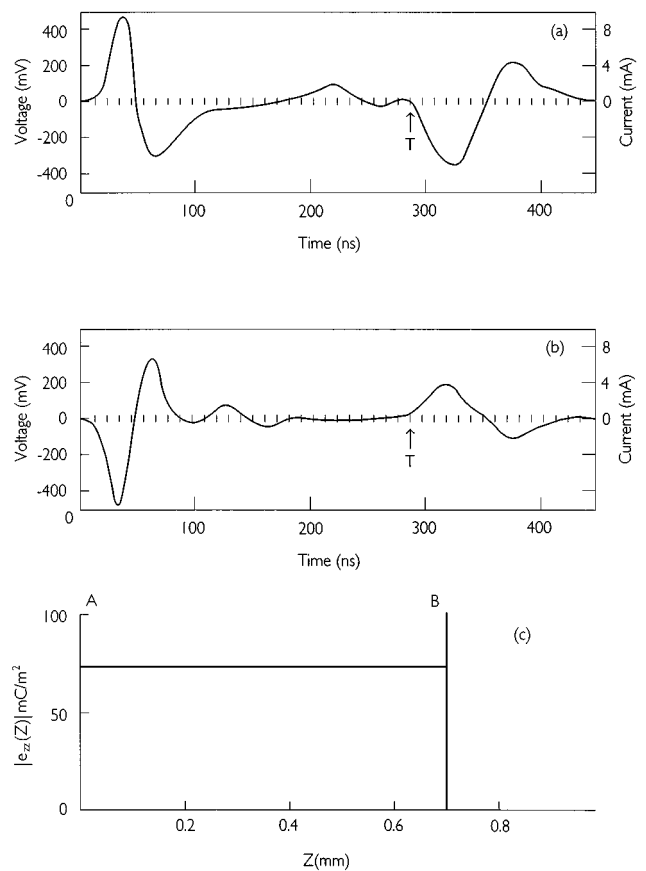 (a)
400
200
0
-200
-400
0
Voltage (mV)
8
4
0
Current (mA)
T
100 200 300 400
Time (ns)
(b)
400
200
0
-200
-400
0
Voltage (mV)
8
4
0
Current (mA)
T
100 200 300 400
Time (ns)
A B
(c)
100
50
0
|e_zz(Z)| mC/m²
0.2 0.4 0.6 0.8
Z(mm)